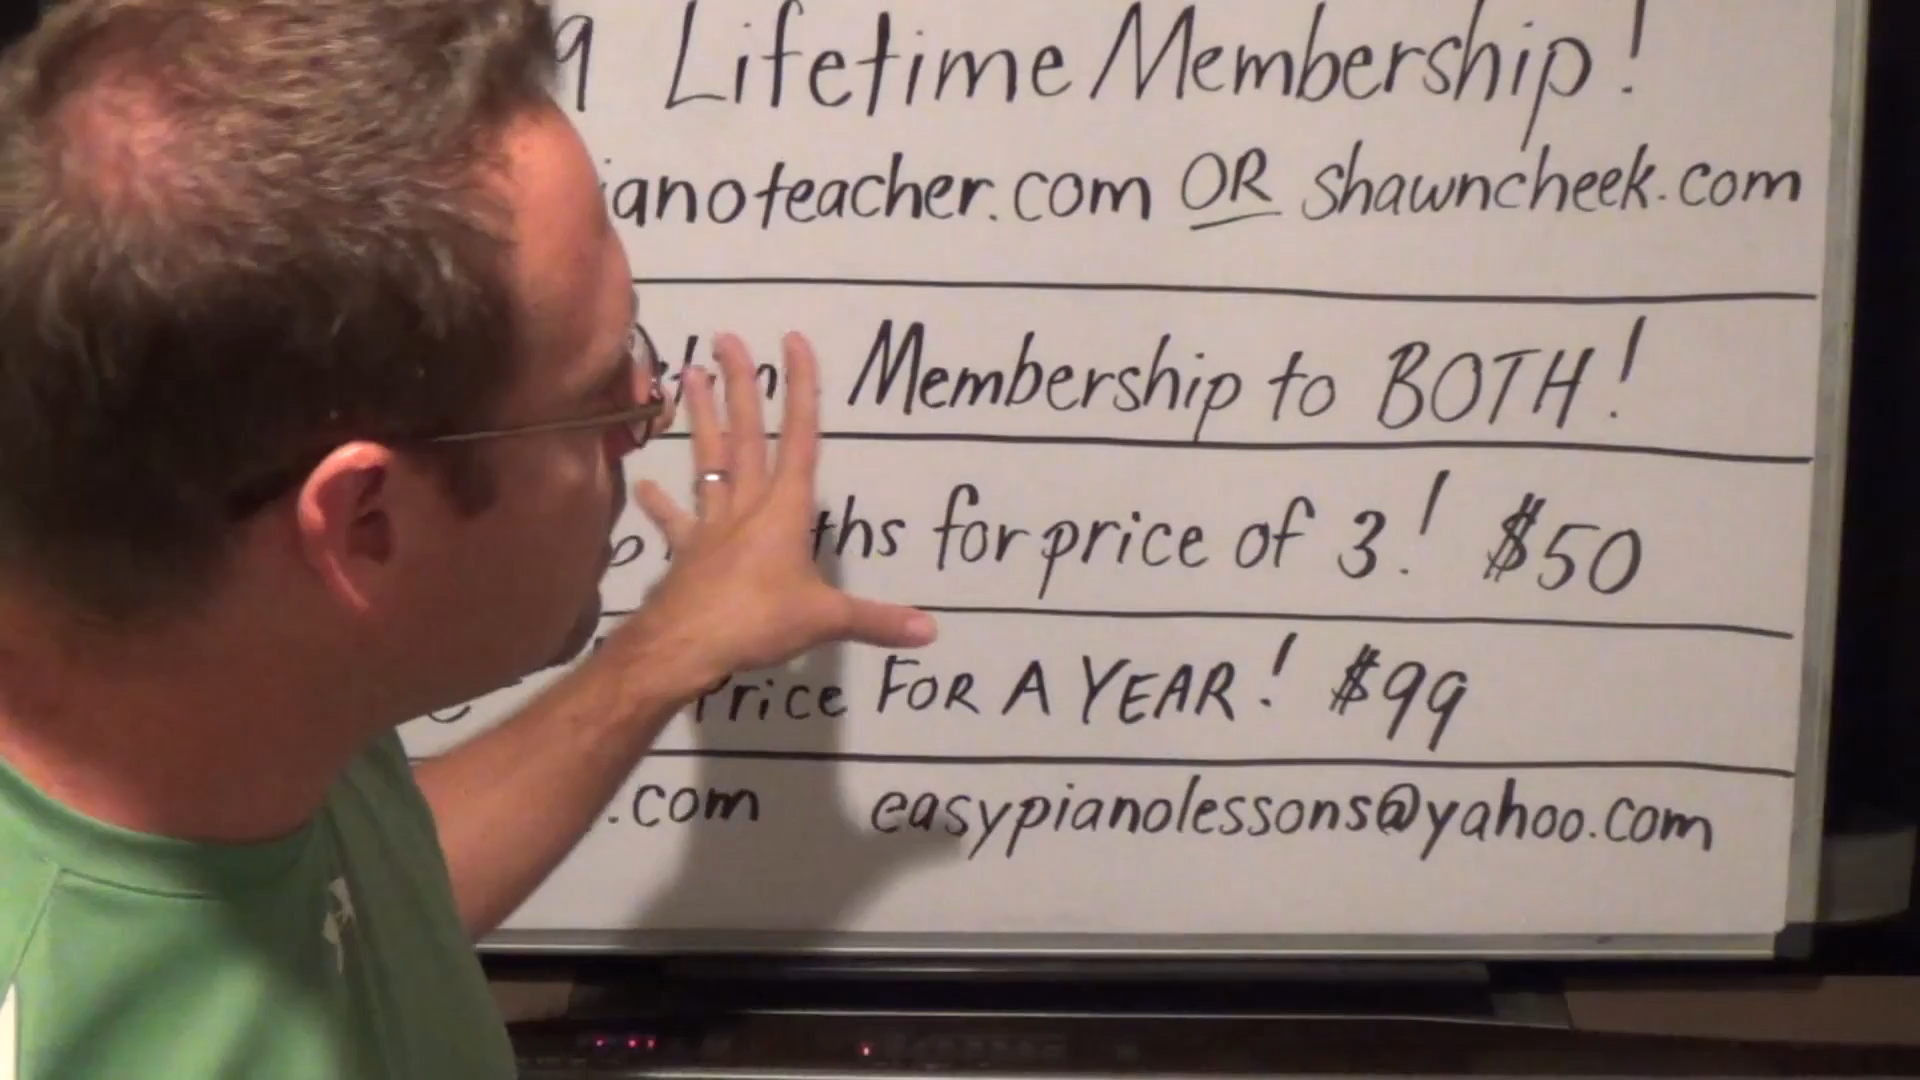 9 Lifetime Membership!
ianoteacher.com OR shawncheek.com
Membership to BOTH!
ths for price of 3! $50
Price FOR A YEAR! $99
.com easypianolessons@yahoo.com